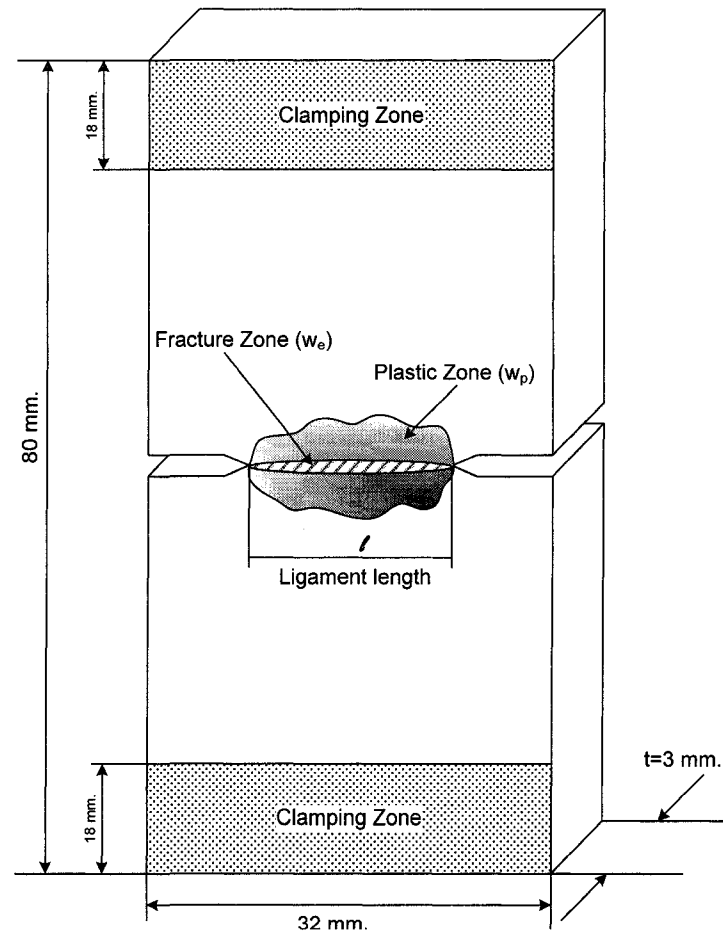 18 mm.
Clamping Zone
Fracture Zone (wₑ)
Plastic Zone (wₚ)
80 mm.
ℓ
Ligament length
t=3 mm.
18 mm.
Clamping Zone
32 mm.